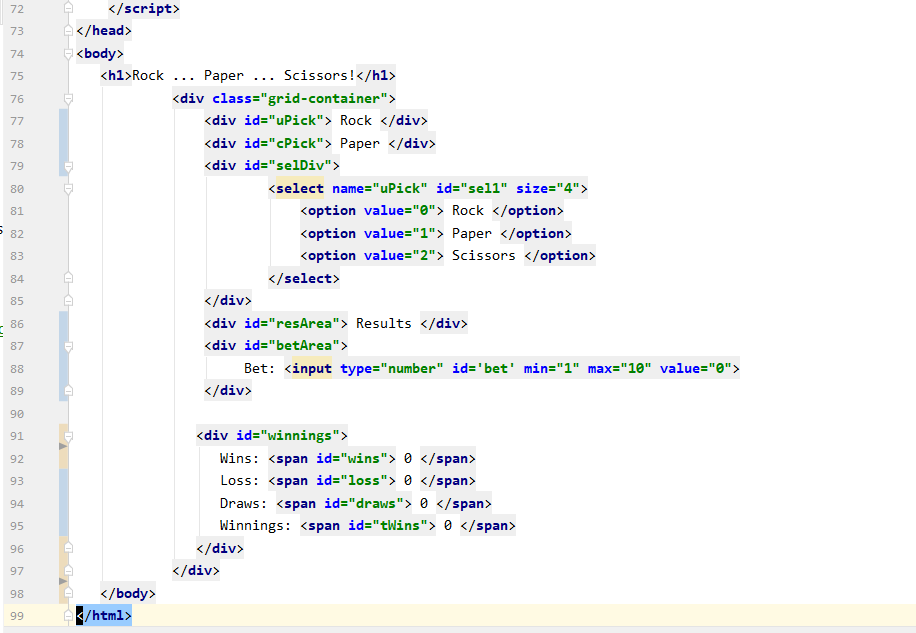 72 </script>
73 </head>
74 <body>
75 <h1>Rock ... Paper ... Scissors!</h1>
76 <div class="grid-container">
77 <div id="uPick"> Rock </div>
78 <div id="cPick"> Paper </div>
79 <div id="selDiv">
80 <select name="uPick" id="sel1" size="4">
81 <option value="0"> Rock </option>
82 <option value="1"> Paper </option>
83 <option value="2"> Scissors </option>
84 </select>
85 </div>
86 <div id="resArea"> Results </div>
87 <div id="betArea">
88 Bet: <input type="number" id='bet' min="1" max="10" value="0">
89 </div>
90
91 <div id="winnings">
92 Wins: <span id="wins"> 0 </span>
93 Loss: <span id="loss"> 0 </span>
94 Draws: <span id="draws"> 0 </span>
95 Winnings: <span id="tWins"> 0 </span>
96 </div>
97 </div>
98 </body>
99 </html>